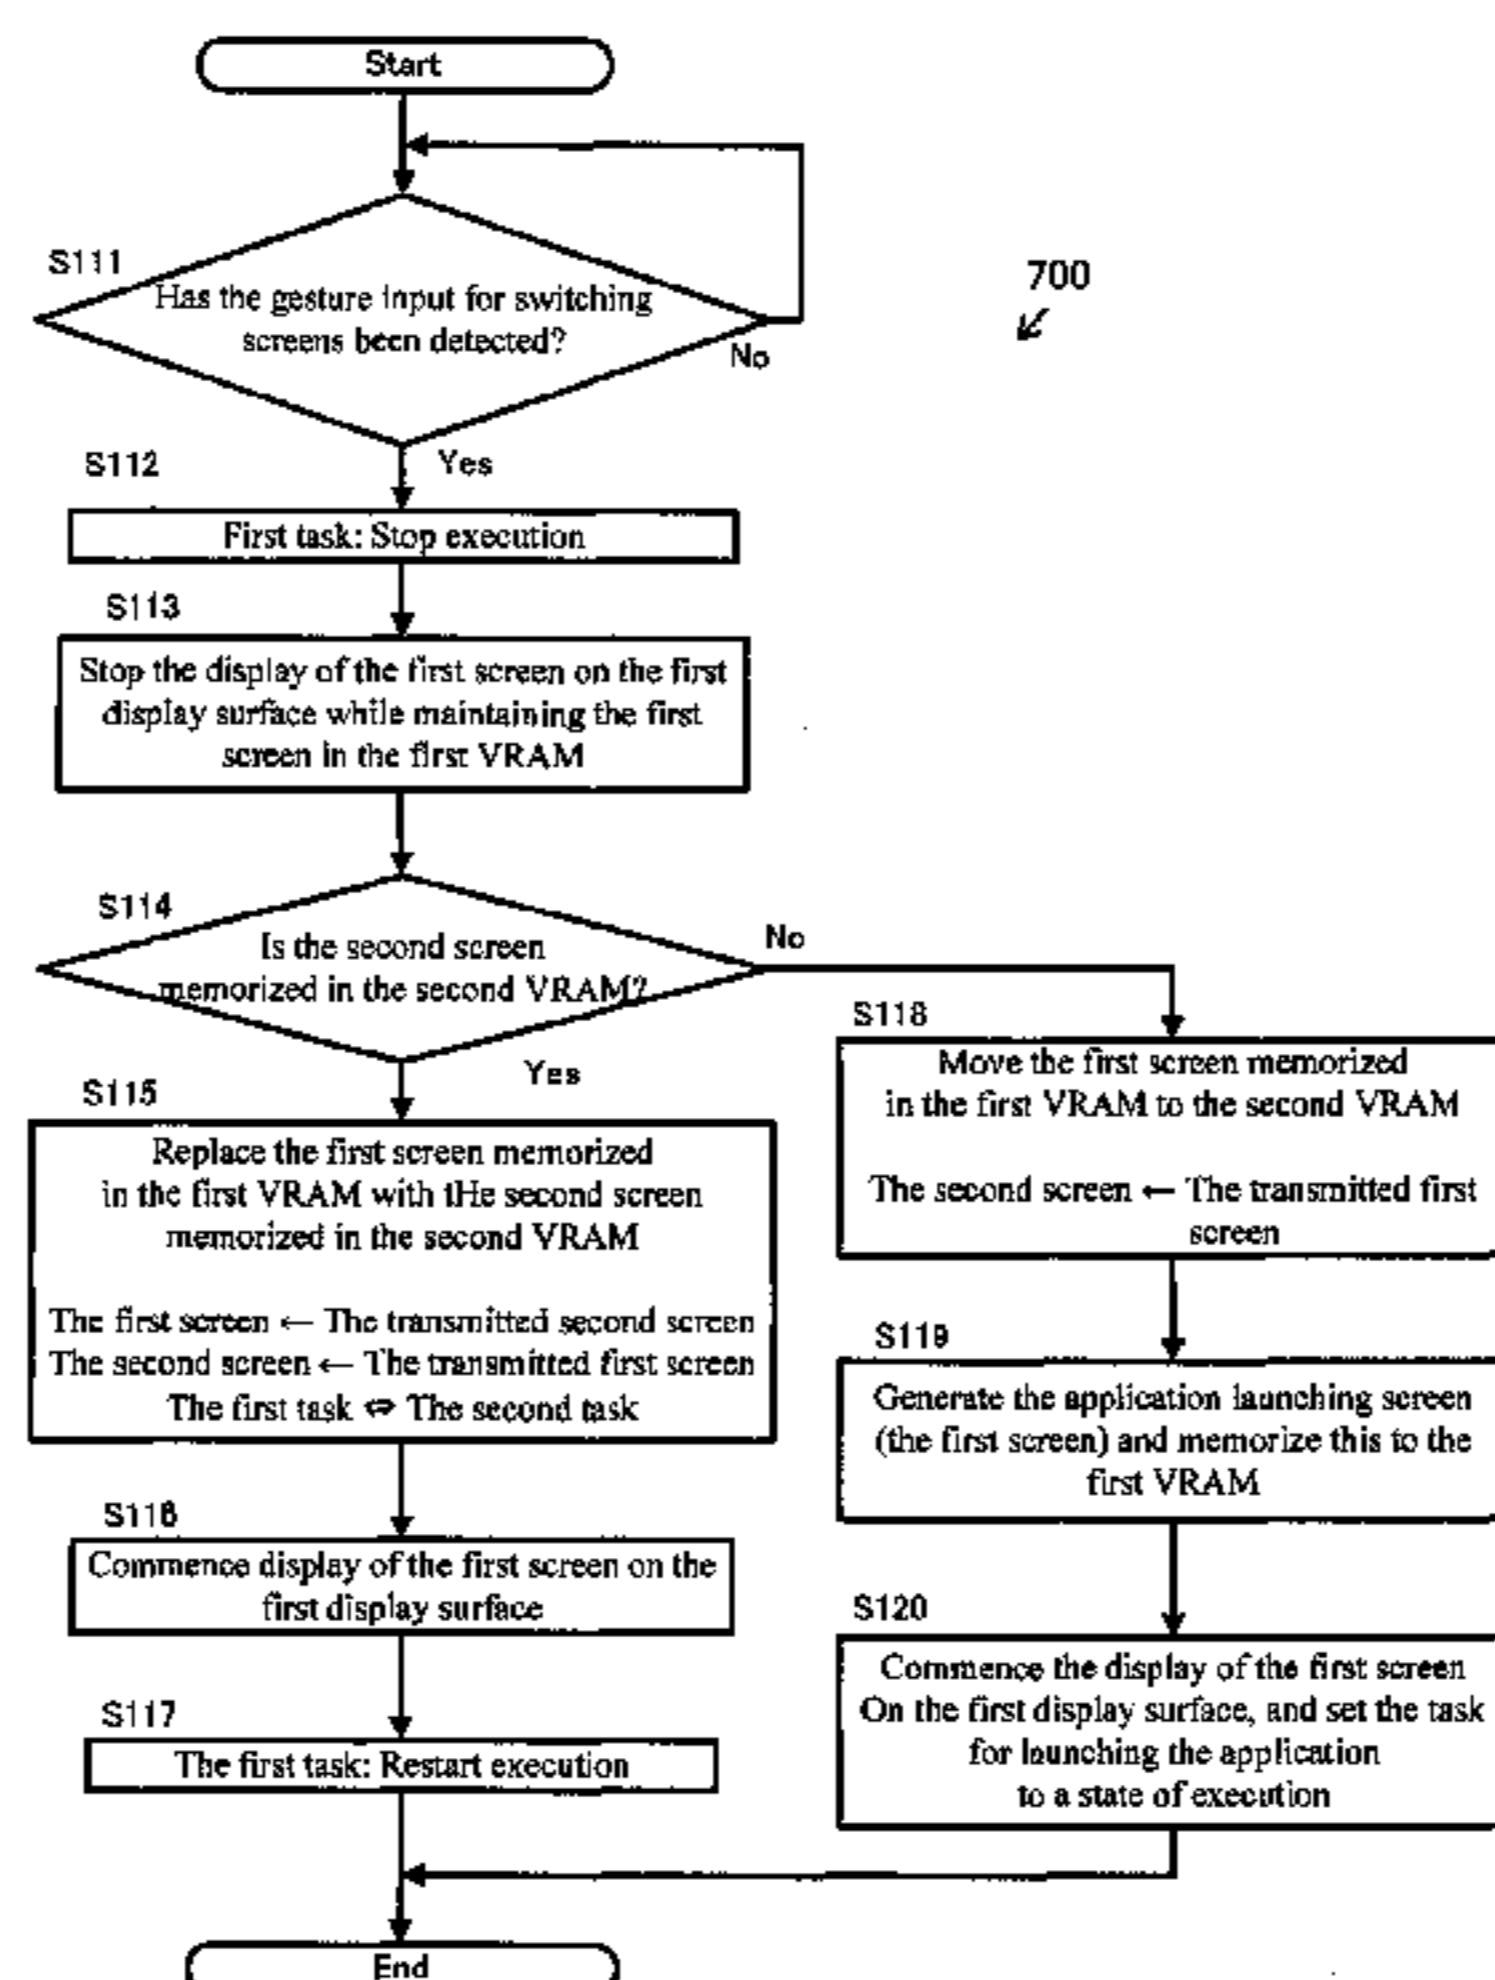 Start
S111
Has the gesture input for switching
screens been detected?
No
700
Yes
S112
First task: Stop execution
S113
Stop the display of the first screen on the first
display surface while maintaining the first
screen in the first VRAM
S114
Is the second screen
memorized in the second VRAM?
No
Yes
S115
Replace the first screen memorized
in the first VRAM with tHe second screen
memorized in the second VRAM
The first screen ← The transmitted second screen
The second screen ← The transmitted first screen
The first task ⇔ The second task
S116
Commence display of the first screen on the
first display surface
S117
The first task: Restart execution
S118
Move the first screen memorized
in the first VRAM to the second VRAM
The second screen ← The transmitted first
screen
S119
Generate the application launching screen
(the first screen) and memorize this to the
first VRAM
S120
Commence the display of the first screen
On the first display surface, and set the task
for launching the application
to a state of execution
End